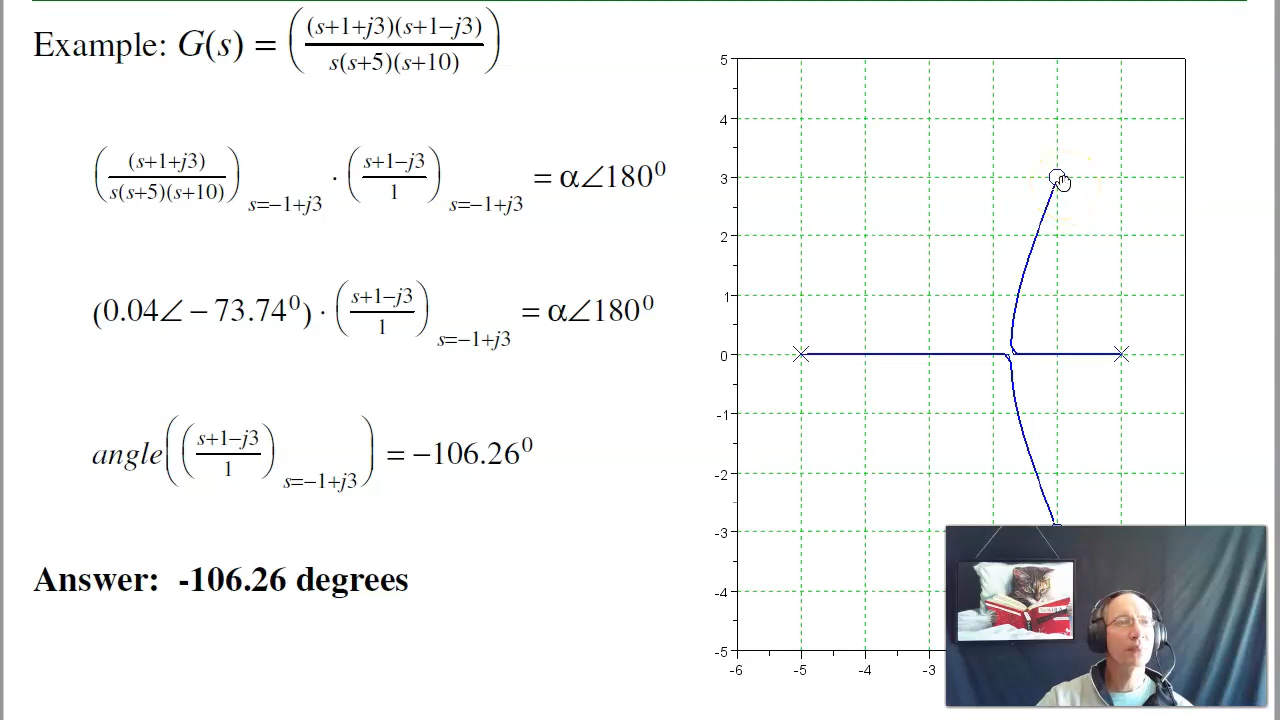 Example: G(s) = ( (s+1+j3)(s+1−j3) / s(s+5)(s+10) )
( (s+1+j3) / s(s+5)(s+10) )s=−1+j3 · ( s+1−j3 / 1 )s=−1+j3 = α∠180⁰
(0.04∠ − 73.74⁰) · ( s+1−j3 / 1 )s=−1+j3 = α∠180⁰
angle( ( s+1−j3 / 1 )s=−1+j3 ) = −106.26⁰
Answer: -106.26 degrees
5
4
3
2
1
0
-1
-2
-3
-4
-5
-6 -5 -4 -3